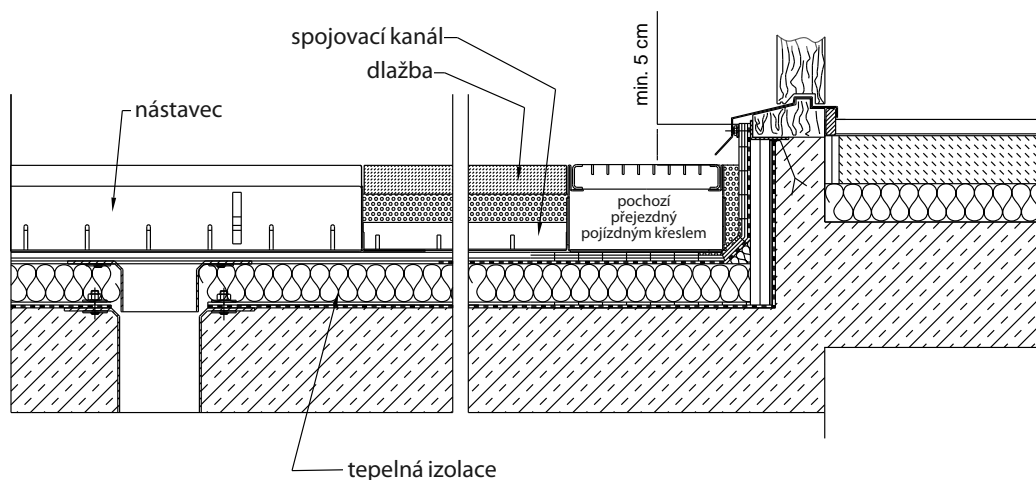 spojovací kanál
dlažba
nástavec
min. 5 cm
pochozí
přejezdný
pojízdným křeslem
tepelná izolace